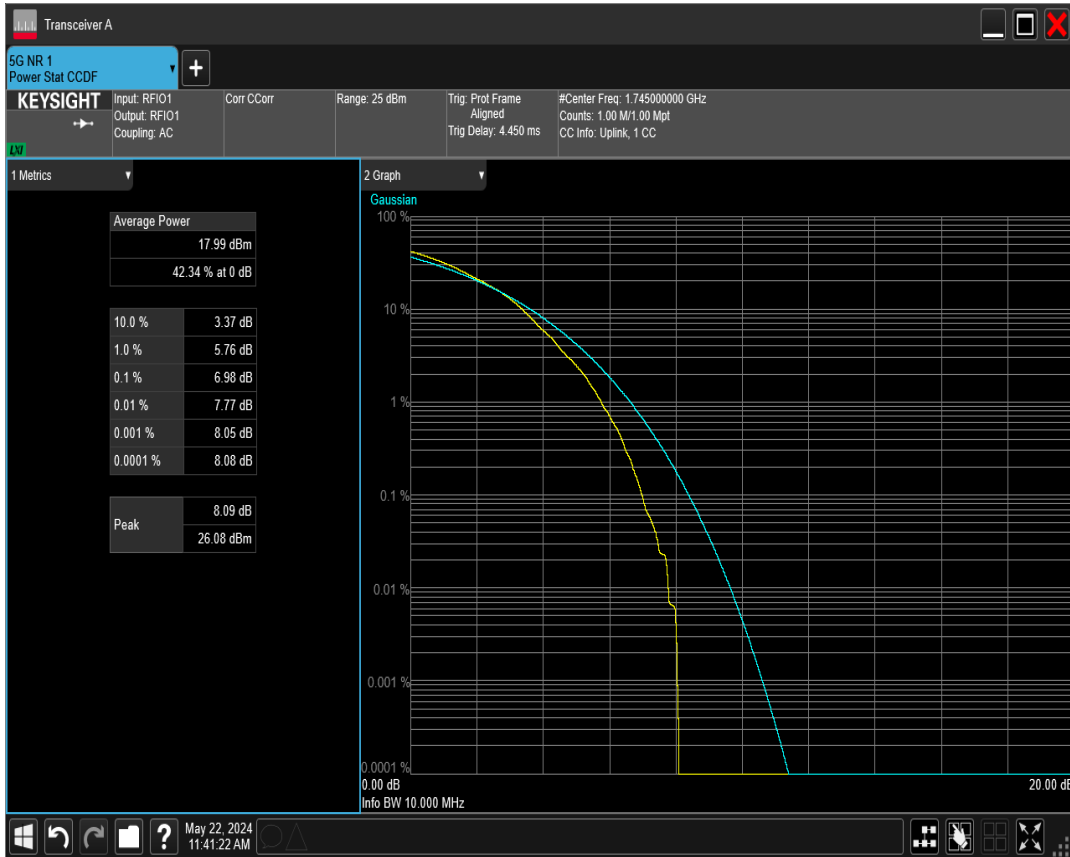 Transceiver A
5G NR 1
Power Stat CCDF
+
KEYSIGHT
LXI
Input: RFIO1
Output: RFIO1
Coupling: AC
Corr CCorr
Range: 25 dBm
Trig: Prot Frame
Aligned
Trig Delay: 4.450 ms
#Center Freq: 1.745000000 GHz
Counts: 1.00 M/1.00 Mpt
CC Info: Uplink, 1 CC
1 Metrics
Average Power
17.99 dBm
42.34 % at 0 dB
10.0 % 3.37 dB
1.0 % 5.76 dB
0.1 % 6.98 dB
0.01 % 7.77 dB
0.001 % 8.05 dB
0.0001 % 8.08 dB
Peak
8.09 dB
26.08 dBm
2 Graph
Gaussian
100 %
10 %
1 %
0.1 %
0.01 %
0.001 %
0.0001 %
0.00 dB 20.00 dB
Info BW 10.000 MHz
?
May 22, 2024
11:41:22 AM